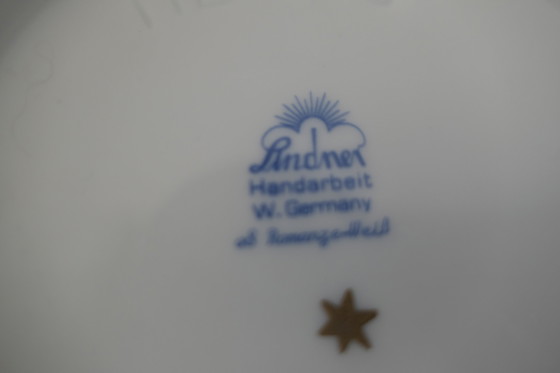 Lindner
Handarbeit
W. Germany